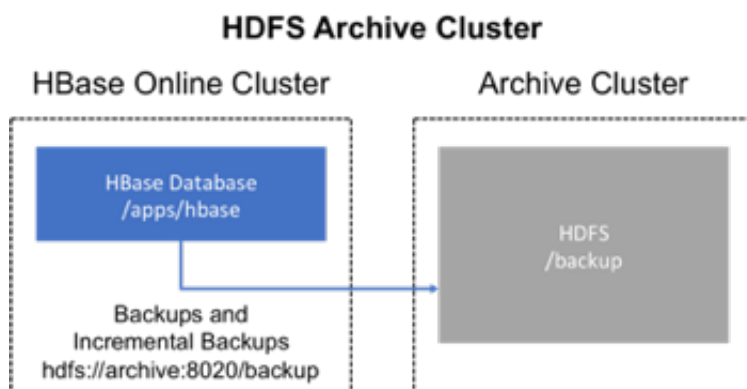 HDFS Archive Cluster
HBase Online Cluster
Archive Cluster
HBase Database
/apps/hbase
HDFS
/backup
Backups and
Incremental Backups
hdfs://archive:8020/backup